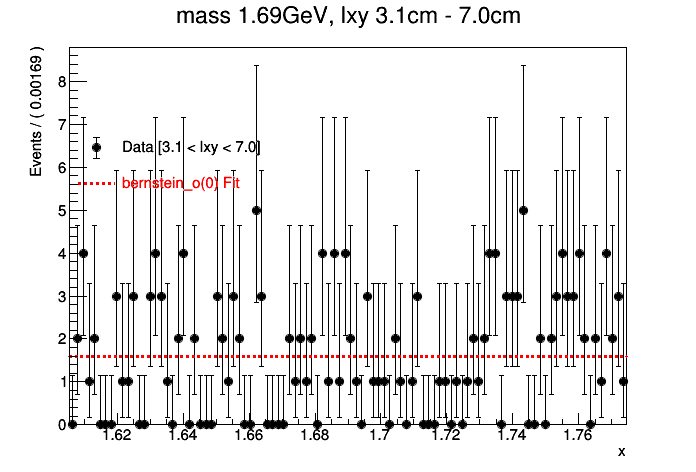 mass 1.69GeV, lxy 3.1cm - 7.0cm
Events / ( 0.00169 )
8
7
6
5
4
3
2
1
0
Data [3.1 < lxy < 7.0]
bernstein_o(0) Fit
1.62 1.64 1.66 1.68 1.7 1.72 1.74 1.76
x